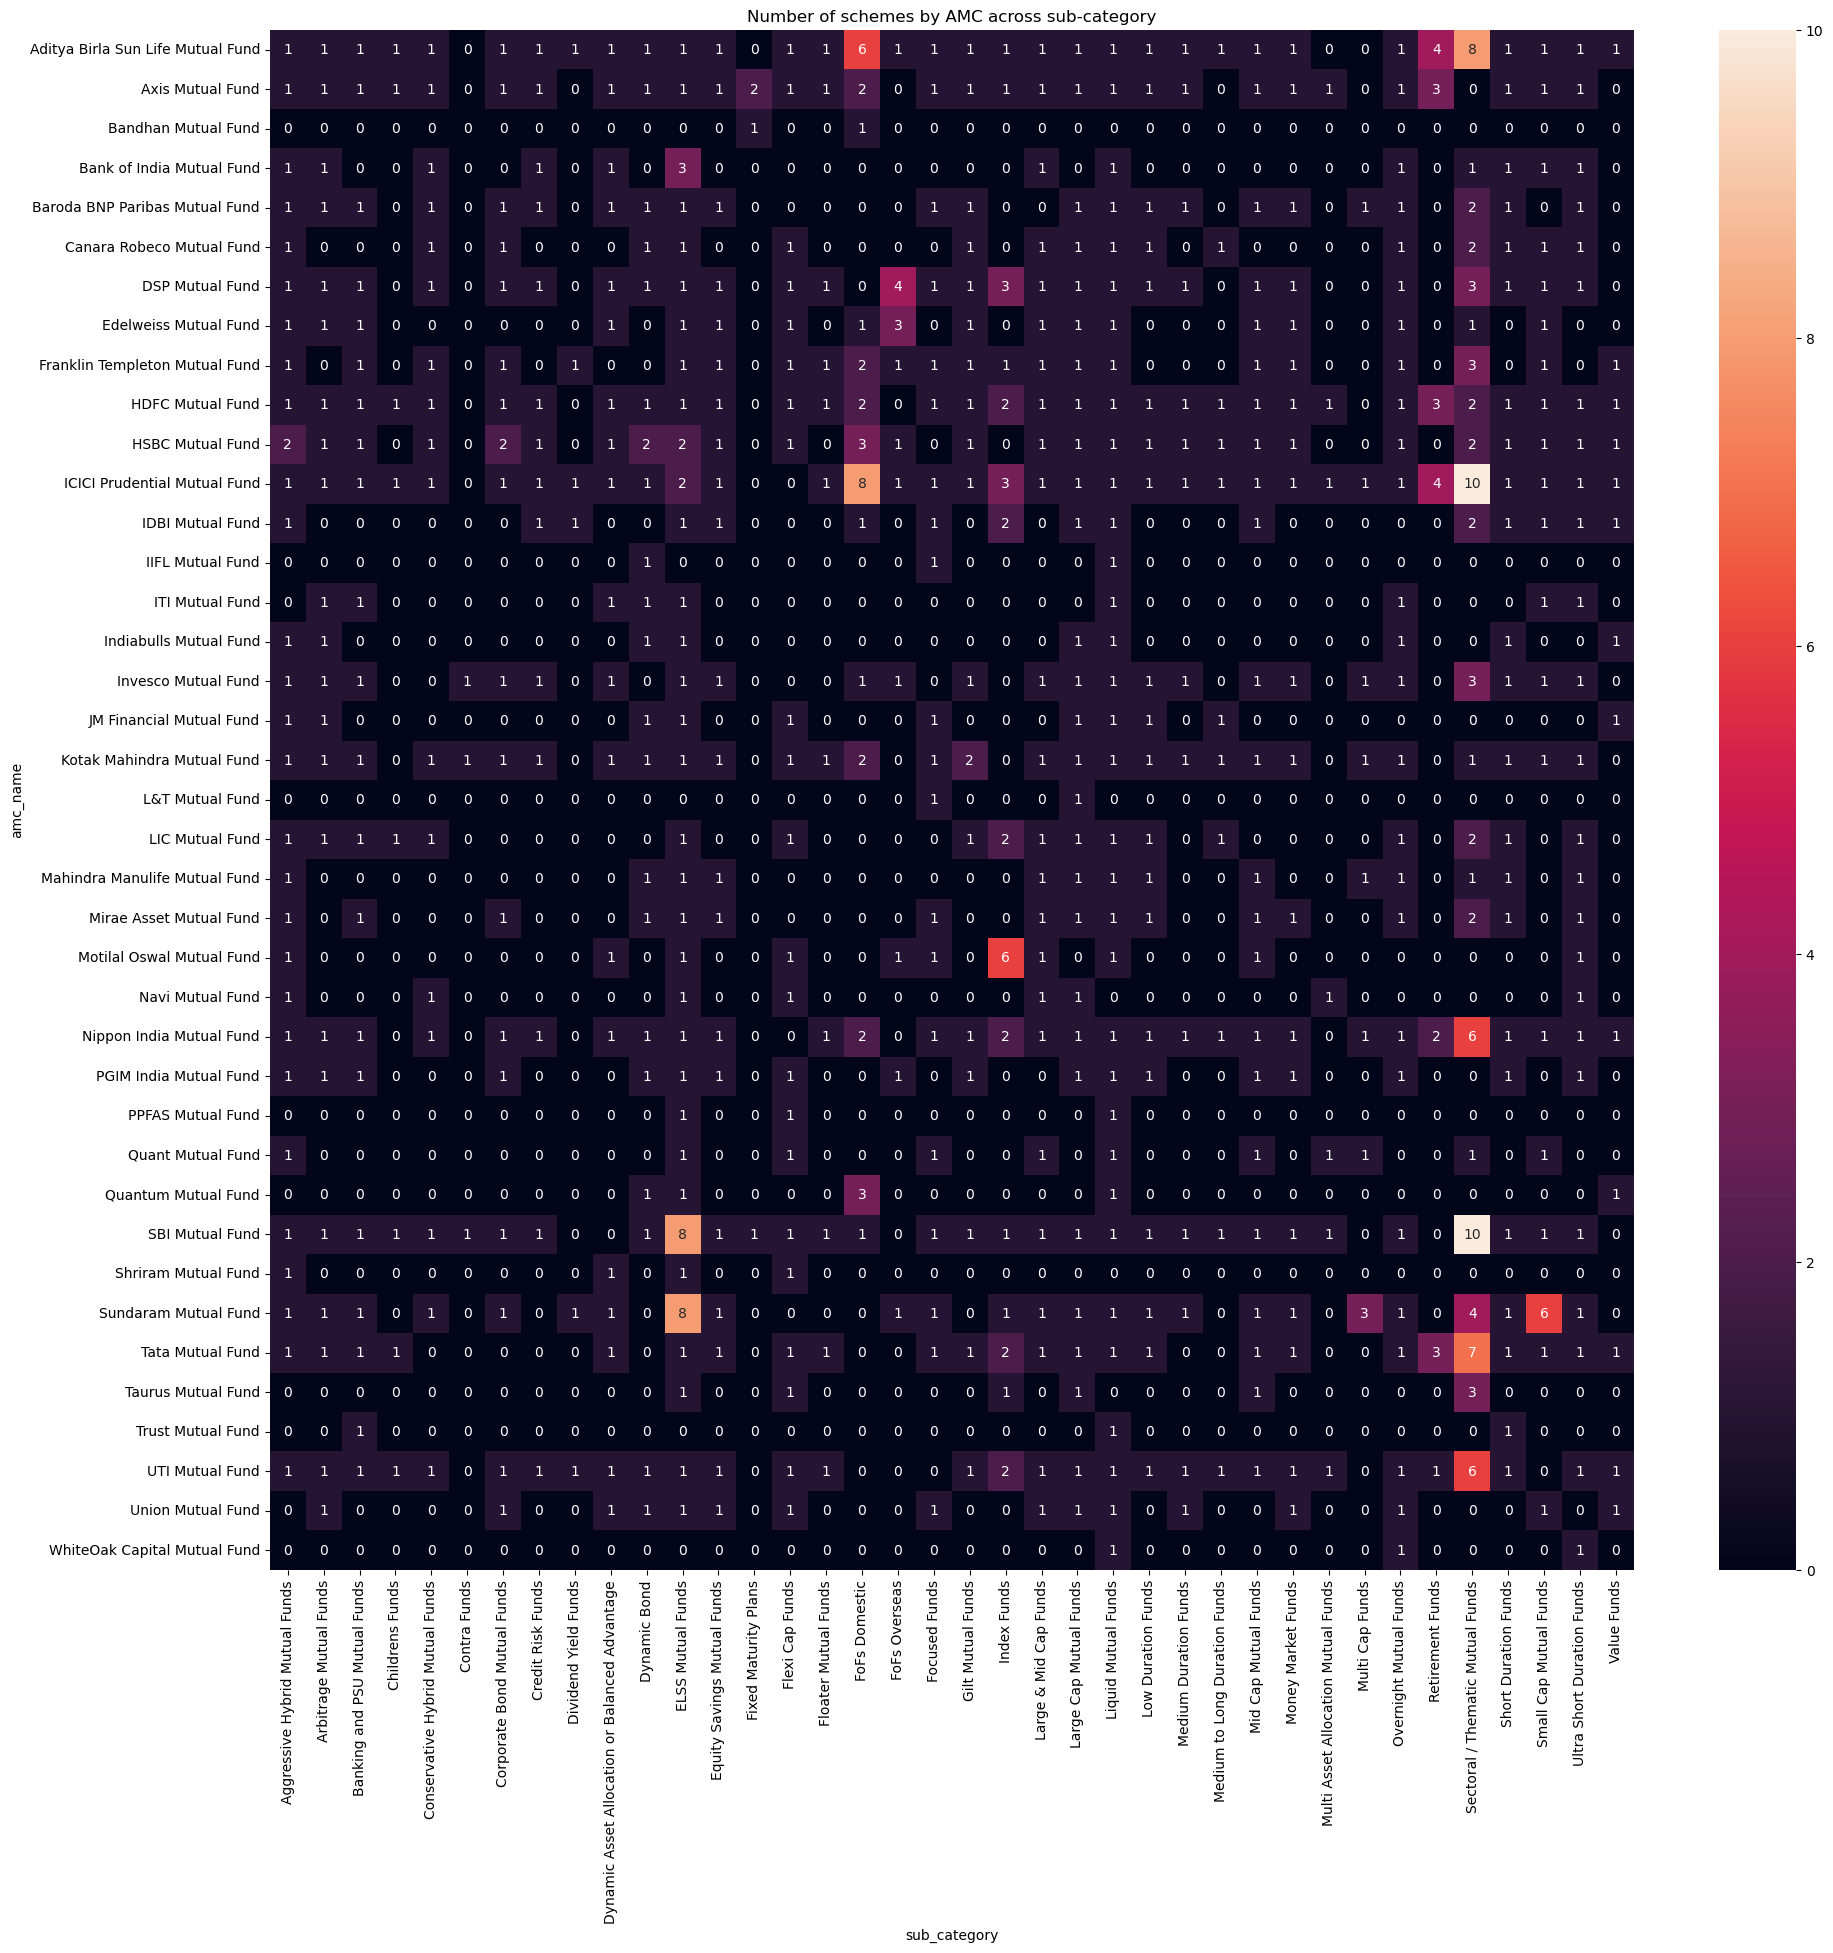 Number of schemes by AMC across sub-category
Aditya Birla Sun Life Mutual Fund 1 1 1 1 1 0 1 1 1 1 1 1 1 0 1 1 6 1 1 1 1 1 1 1 1 1 1 1 1 0 0 1 4 8 1 1 1 1
Axis Mutual Fund 1 1 1 1 1 0 1 1 0 1 1 1 1 2 1 1 2 0 1 1 1 1 1 1 1 1 0 1 1 1 0 1 3 0 1 1 1 0
Bandhan Mutual Fund 0 0 0 0 0 0 0 0 0 0 0 0 0 1 0 0 1 0 0 0 0 0 0 0 0 0 0 0 0 0 0 0 0 0 0 0 0 0
Bank of India Mutual Fund 1 1 0 0 1 0 0 1 0 1 0 3 0 0 0 0 0 0 0 0 0 1 0 1 0 0 0 0 0 0 0 1 0 1 1 1 1 0
Baroda BNP Paribas Mutual Fund 1 1 1 0 1 0 1 1 0 1 1 1 1 0 0 0 0 0 1 1 0 0 1 1 1 1 0 1 1 0 1 1 0 2 1 0 1 0
Canara Robeco Mutual Fund 1 0 0 0 1 0 1 0 0 0 1 1 0 0 1 0 0 0 0 1 0 1 1 1 1 0 1 0 0 0 0 1 0 2 1 1 1 0
DSP Mutual Fund 1 1 1 0 1 0 1 1 0 1 1 1 1 0 1 1 0 4 1 1 3 1 1 1 1 1 0 1 1 0 0 1 0 3 1 1 1 0
Edelweiss Mutual Fund 1 1 1 0 0 0 0 0 0 1 0 1 1 0 1 0 1 3 0 1 0 1 1 1 0 0 0 1 1 0 0 1 0 1 0 1 0 0
Franklin Templeton Mutual Fund 1 0 1 0 1 0 1 0 1 0 0 1 1 0 1 1 2 1 1 1 1 1 1 1 0 0 0 1 1 0 0 1 0 3 0 1 0 1
HDFC Mutual Fund 1 1 1 1 1 0 1 1 0 1 1 1 1 0 1 1 2 0 1 1 2 1 1 1 1 1 1 1 1 1 0 1 3 2 1 1 1 1
HSBC Mutual Fund 2 1 1 0 1 0 2 1 0 1 2 2 1 0 1 0 3 1 0 1 0 1 1 1 1 1 1 1 1 0 0 1 0 2 1 1 1 1
ICICI Prudential Mutual Fund 1 1 1 1 1 0 1 1 1 1 1 2 1 0 0 1 8 1 1 1 3 1 1 1 1 1 1 1 1 1 1 1 4 10 1 1 1 1
IDBI Mutual Fund 1 0 0 0 0 0 0 1 1 0 0 1 1 0 0 0 1 0 1 0 2 0 1 1 0 0 0 1 0 0 0 0 0 2 1 1 1 1
IIFL Mutual Fund 0 0 0 0 0 0 0 0 0 0 1 0 0 0 0 0 0 0 1 0 0 0 0 1 0 0 0 0 0 0 0 0 0 0 0 0 0 0
ITI Mutual Fund 0 1 1 0 0 0 0 0 0 1 1 1 0 0 0 0 0 0 0 0 0 0 0 1 0 0 0 0 0 0 0 1 0 0 0 1 1 0
Indiabulls Mutual Fund 1 1 0 0 0 0 0 0 0 0 1 1 0 0 0 0 0 0 0 0 0 0 1 1 0 0 0 0 0 0 0 1 0 0 1 0 0 1
Invesco Mutual Fund 1 1 1 0 0 1 1 1 0 1 0 1 1 0 0 0 1 1 0 1 0 1 1 1 1 1 0 1 1 0 1 1 0 3 1 1 1 0
JM Financial Mutual Fund 1 1 0 0 0 0 0 0 0 0 1 1 0 0 1 0 0 0 1 0 0 0 1 1 1 0 1 0 0 0 0 0 0 0 0 0 0 1
Kotak Mahindra Mutual Fund 1 1 1 0 1 1 1 1 0 1 1 1 1 0 1 1 2 0 1 2 0 1 1 1 1 1 1 1 1 0 1 1 0 1 1 1 1 0
L&T Mutual Fund 0 0 0 0 0 0 0 0 0 0 0 0 0 0 0 0 0 0 1 0 0 0 1 0 0 0 0 0 0 0 0 0 0 0 0 0 0 0
LIC Mutual Fund 1 1 1 1 1 0 0 0 0 0 0 1 0 0 1 0 0 0 0 1 2 1 1 1 1 0 1 0 0 0 0 1 0 2 1 0 1 0
Mahindra Manulife Mutual Fund 1 0 0 0 0 0 0 0 0 0 1 1 1 0 0 0 0 0 0 0 0 1 1 1 1 0 0 1 0 0 1 1 0 1 1 0 1 0
Mirae Asset Mutual Fund 1 0 1 0 0 0 1 0 0 0 1 1 1 0 0 0 0 0 1 0 0 1 1 1 1 0 0 1 1 0 0 1 0 2 1 0 1 0
Motilal Oswal Mutual Fund 1 0 0 0 0 0 0 0 0 1 0 1 0 0 1 0 0 1 1 0 6 1 0 1 0 0 0 1 0 0 0 0 0 0 0 0 1 0
Navi Mutual Fund 1 0 0 0 1 0 0 0 0 0 0 1 0 0 1 0 0 0 0 0 0 1 1 0 0 0 0 0 0 1 0 0 0 0 0 0 1 0
Nippon India Mutual Fund 1 1 1 0 1 0 1 1 0 1 1 1 1 0 0 1 2 0 1 1 2 1 1 1 1 1 1 1 1 0 1 1 2 6 1 1 1 1
PGIM India Mutual Fund 1 1 1 0 0 0 1 0 0 0 1 1 1 0 1 0 0 1 0 1 0 0 1 1 1 0 0 1 1 0 0 1 0 0 1 0 1 0
PPFAS Mutual Fund 0 0 0 0 0 0 0 0 0 0 0 1 0 0 1 0 0 0 0 0 0 0 0 1 0 0 0 0 0 0 0 0 0 0 0 0 0 0
Quant Mutual Fund 1 0 0 0 0 0 0 0 0 0 0 1 0 0 1 0 0 0 1 0 0 1 0 1 0 0 0 1 0 1 1 0 0 1 0 1 0 0
Quantum Mutual Fund 0 0 0 0 0 0 0 0 0 0 1 1 0 0 0 0 3 0 0 0 0 0 0 1 0 0 0 0 0 0 0 0 0 0 0 0 0 1
SBI Mutual Fund 1 1 1 1 1 1 1 1 0 0 1 8 1 1 1 1 1 0 1 1 1 1 1 1 1 1 1 1 1 1 0 1 0 10 1 1 1 0
Shriram Mutual Fund 1 0 0 0 0 0 0 0 0 1 0 1 0 0 1 0 0 0 0 0 0 0 0 0 0 0 0 0 0 0 0 0 0 0 0 0 0 0
Sundaram Mutual Fund 1 1 1 0 1 0 1 0 1 1 0 8 1 0 0 0 0 1 1 0 1 1 1 1 1 1 0 1 1 0 3 1 0 4 1 6 1 0
Tata Mutual Fund 1 1 1 1 0 0 0 0 0 1 0 1 1 0 1 1 0 0 1 1 2 1 1 1 1 0 0 1 1 0 0 1 3 7 1 1 1 1
Taurus Mutual Fund 0 0 0 0 0 0 0 0 0 0 0 1 0 0 1 0 0 0 0 0 1 0 1 0 0 0 0 1 0 0 0 0 0 3 0 0 0 0
Trust Mutual Fund 0 0 1 0 0 0 0 0 0 0 0 0 0 0 0 0 0 0 0 0 0 0 0 1 0 0 0 0 0 0 0 0 0 0 1 0 0 0
UTI Mutual Fund 1 1 1 1 1 0 1 1 1 1 1 1 1 0 1 1 0 0 0 1 2 1 1 1 1 1 1 1 1 1 0 1 1 6 1 0 1 1
Union Mutual Fund 0 1 0 0 0 0 1 0 0 1 1 1 1 0 1 0 0 0 1 0 0 1 1 1 0 1 0 0 1 0 0 1 0 0 0 1 0 1
WhiteOak Capital Mutual Fund 0 0 0 0 0 0 0 0 0 0 0 0 0 0 0 0 0 0 0 0 0 0 0 1 0 0 0 0 0 0 0 1 0 0 0 0 1 0
amc_name
Aggressive Hybrid Mutual Funds
Arbitrage Mutual Funds
Banking and PSU Mutual Funds
Childrens Funds
Conservative Hybrid Mutual Funds
Contra Funds
Corporate Bond Mutual Funds
Credit Risk Funds
Dividend Yield Funds
Dynamic Asset Allocation or Balanced Advantage
Dynamic Bond
ELSS Mutual Funds
Equity Savings Mutual Funds
Fixed Maturity Plans
Flexi Cap Funds
Floater Mutual Funds
FoFs Domestic
FoFs Overseas
Focused Funds
Gilt Mutual Funds
Index Funds
Large & Mid Cap Funds
Large Cap Mutual Funds
Liquid Mutual Funds
Low Duration Funds
Medium Duration Funds
Medium to Long Duration Funds
Mid Cap Mutual Funds
Money Market Funds
Multi Asset Allocation Mutual Funds
Multi Cap Funds
Overnight Mutual Funds
Retirement Funds
Sectoral / Thematic Mutual Funds
Short Duration Funds
Small Cap Mutual Funds
Ultra Short Duration Funds
Value Funds
sub_category
10
8
6
4
2
0